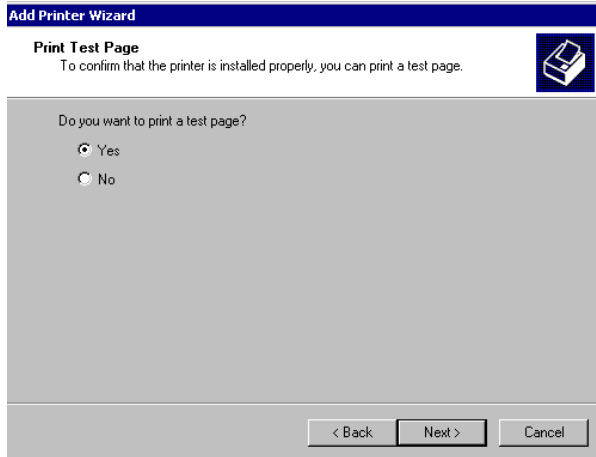 Add Printer Wizard
Print Test Page
To confirm that the printer is installed properly, you can print a test page.
Do you want to print a test page?
Yes
No
< Back
Next >
Cancel